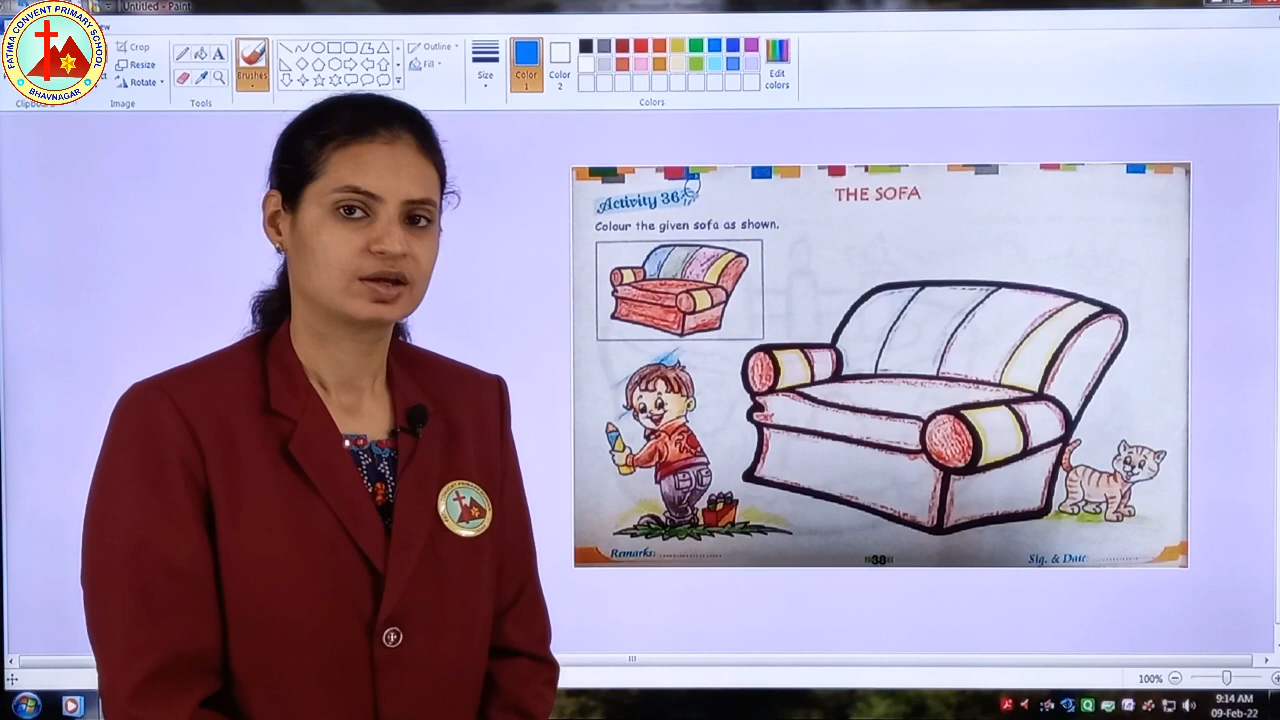 Untitled - Paint
FATIMA CONVENT PRIMARY SCHOOL
BHAVNAGAR
Crop
Resize
Rotate
Image
Tools
Brushes
Outline
Fill
Size
Color
1
Color
2
Edit
colors
Colors
Activity 36
THE SOFA
Colour the given sofa as shown.
Remarks:
38
Sig. & Date:
100%
9:14 AM
09-Feb-22